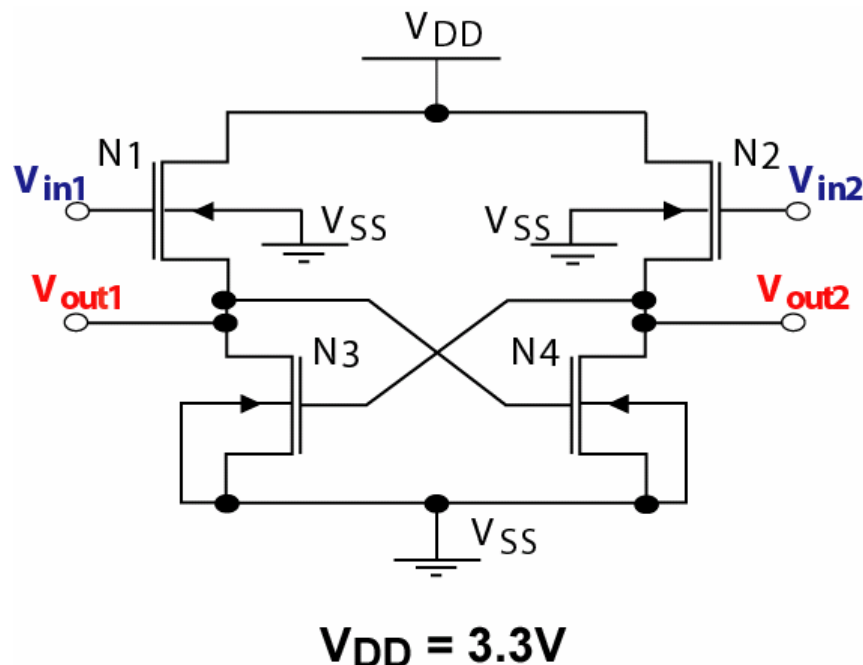 VDD
N1
N2
Vin1
Vin2
VSS
VSS
Vout1
Vout2
N3
N4
VSS
VDD = 3.3V